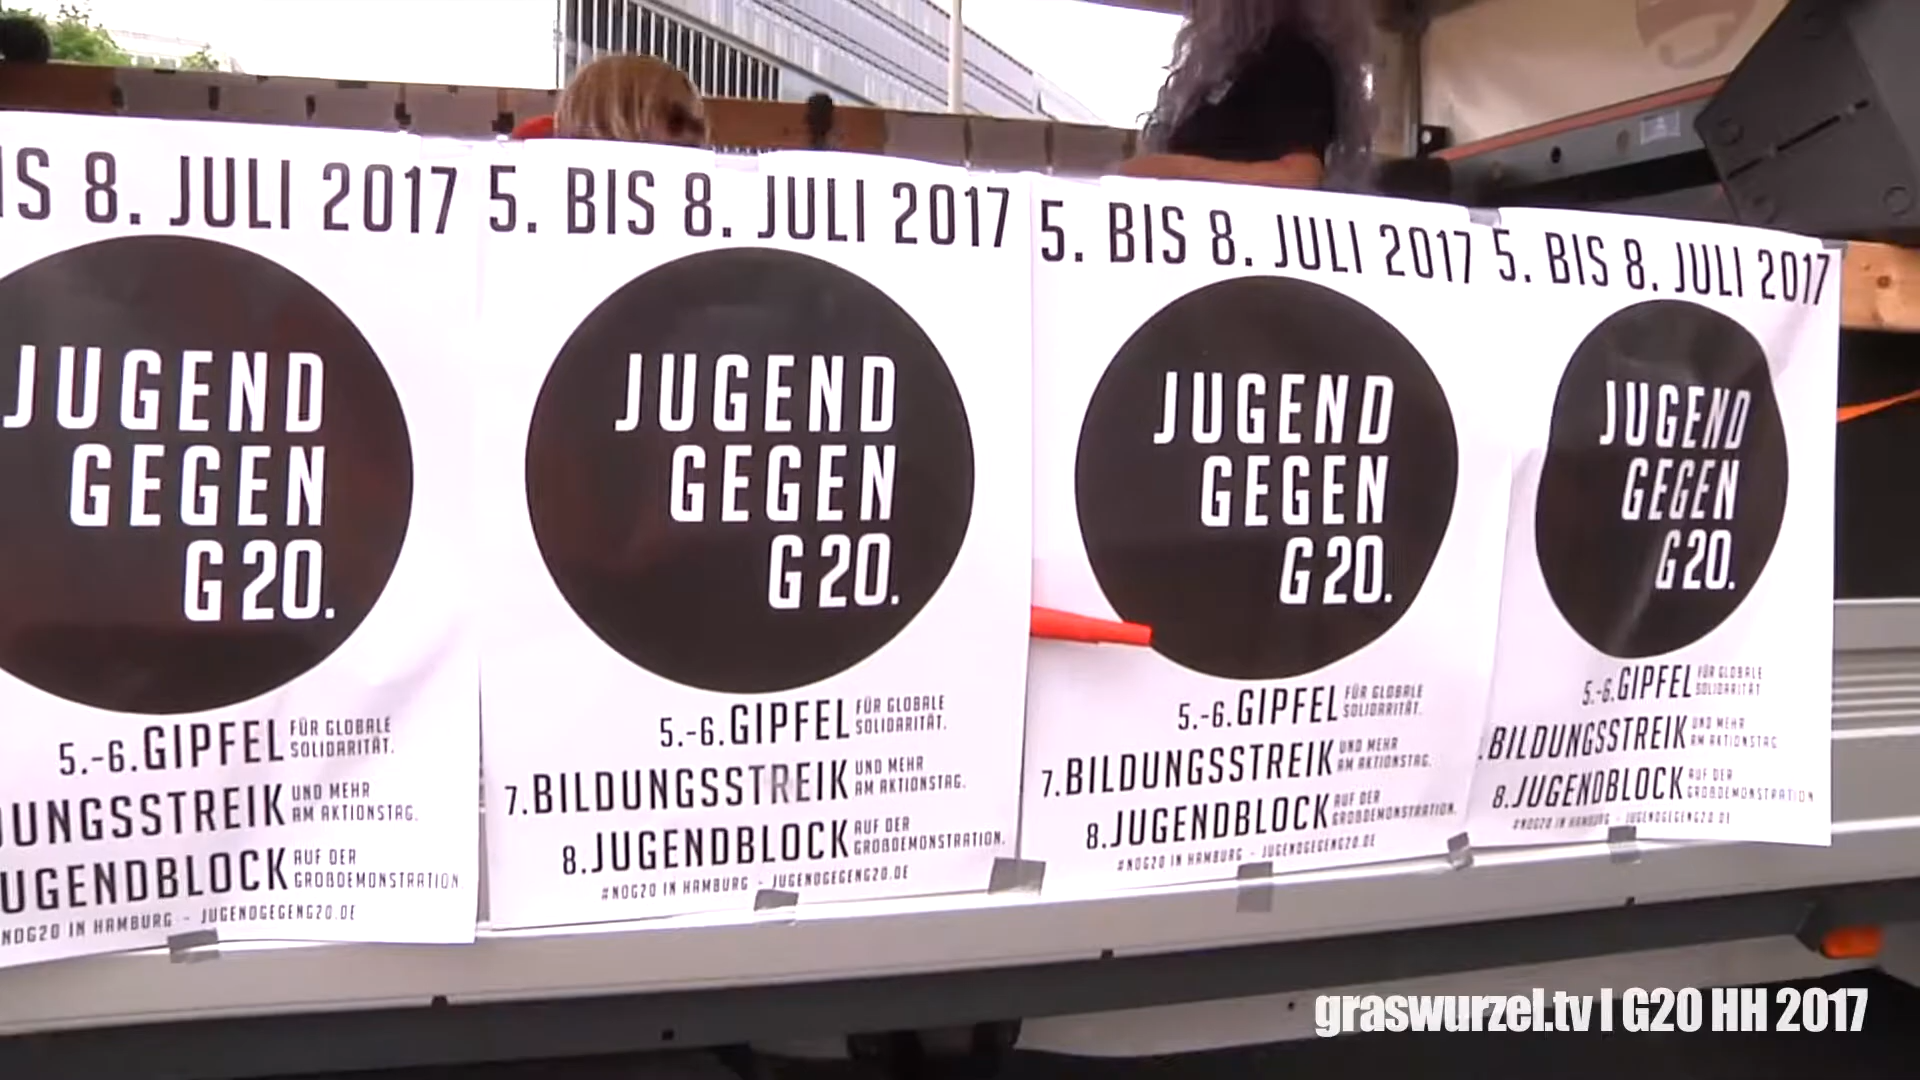 IS 8. JULI 2017
JUGEND
GEGEN
G20.
5.-6. GIPFEL FÜR GLOBALE SOLIDARITÄT.
DUNGSSTREIK UND MEHR AM AKTIONSTAG.
UGENDBLOCK AUF DER GROßDEMONSTRATION
NOG20 IN HAMBURG - JUGENDGEGENG20.DE
5. BIS 8. JULI 2017
JUGEND
GEGEN
G20.
5.-6. GIPFEL FÜR GLOBALE SOLIDARITÄT.
7. BILDUNGSSTREIK UND MEHR AM AKTIONSTAG.
8. JUGENDBLOCK AUF DER GROßDEMONSTRATION.
#NOG20 IN HAMBURG - JUGENDGEGENG20.DE
5. BIS 8. JULI 2017
JUGEND
GEGEN
G20.
5.-6. GIPFEL FÜR GLOBALE SOLIDARITÄT.
7. BILDUNGSSTREIK UND MEHR AM AKTIONSTAG.
8. JUGENDBLOCK AUF DER GROßDEMONSTRATION.
#NOG20 IN HAMBURG - JUGENDGEGENG20.DE
5. BIS 8. JULI 2017
JUGEND
GEGEN
G20.
5.-6. GIPFEL FÜR GLOBALE SOLIDARITÄT
. BILDUNGSSTREIK UND MEHR AM AKTIONSTAG
8. JUGENDBLOCK AUF DER GROßDEMONSTRATION
#NOG20 IN HAMBURG - JUGENDGEGENG20.DE
graswurzel.tv | G20 HH 2017